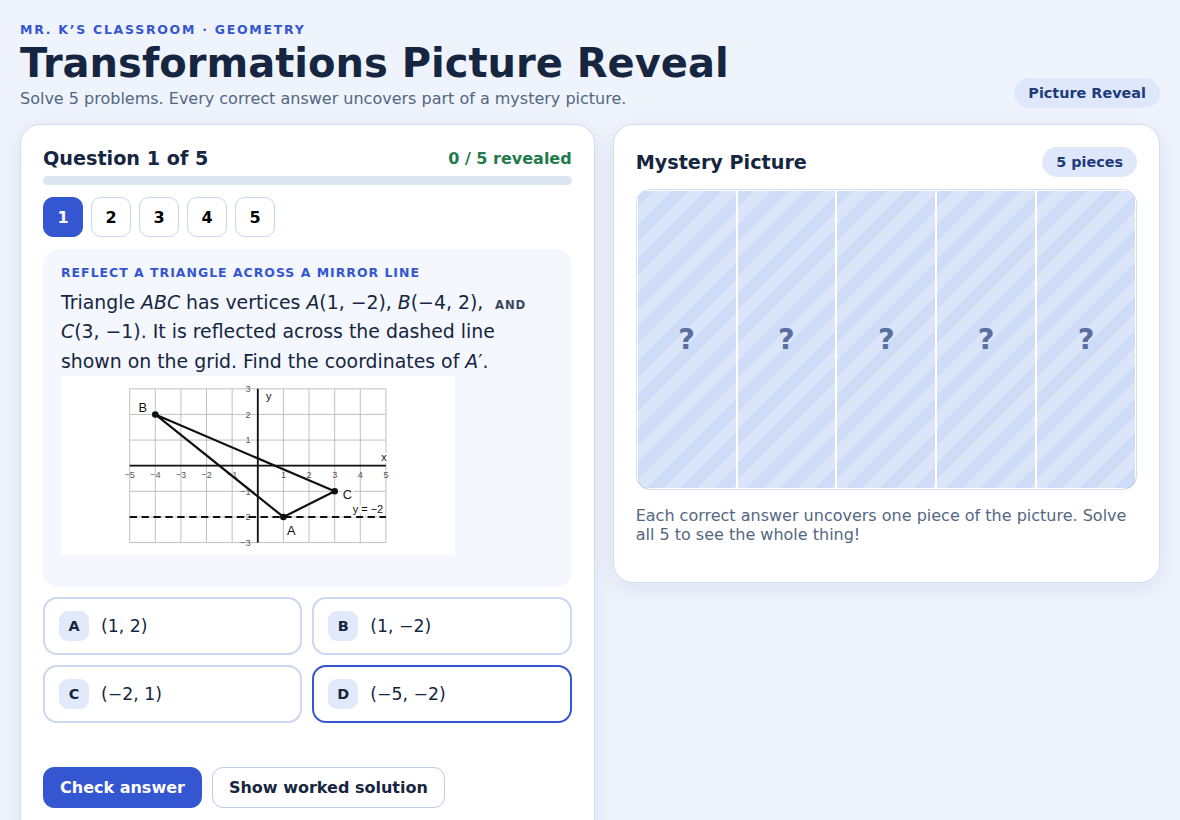 MR. K’S CLASSROOM · GEOMETRY
Transformations Picture Reveal
Solve 5 problems. Every correct answer uncovers part of a mystery picture.
Picture Reveal
Question 1 of 5
0 / 5 revealed
1 2 3 4 5
REFLECT A TRIANGLE ACROSS A MIRROR LINE
Triangle ABC has vertices A(1, −2), B(−4, 2), AND
C(3, −1). It is reflected across the dashed line
shown on the grid. Find the coordinates of A′.
3
y
B
2
1
x
−5 −4 −3 −2 −1 1 2 3 4 5
−1
C
y = −2
−2
A
−3
A (1, 2)
B (1, −2)
C (−2, 1)
D (−5, −2)
Check answer
Show worked solution
Mystery Picture
5 pieces
? ? ? ? ?
Each correct answer uncovers one piece of the picture. Solve
all 5 to see the whole thing!